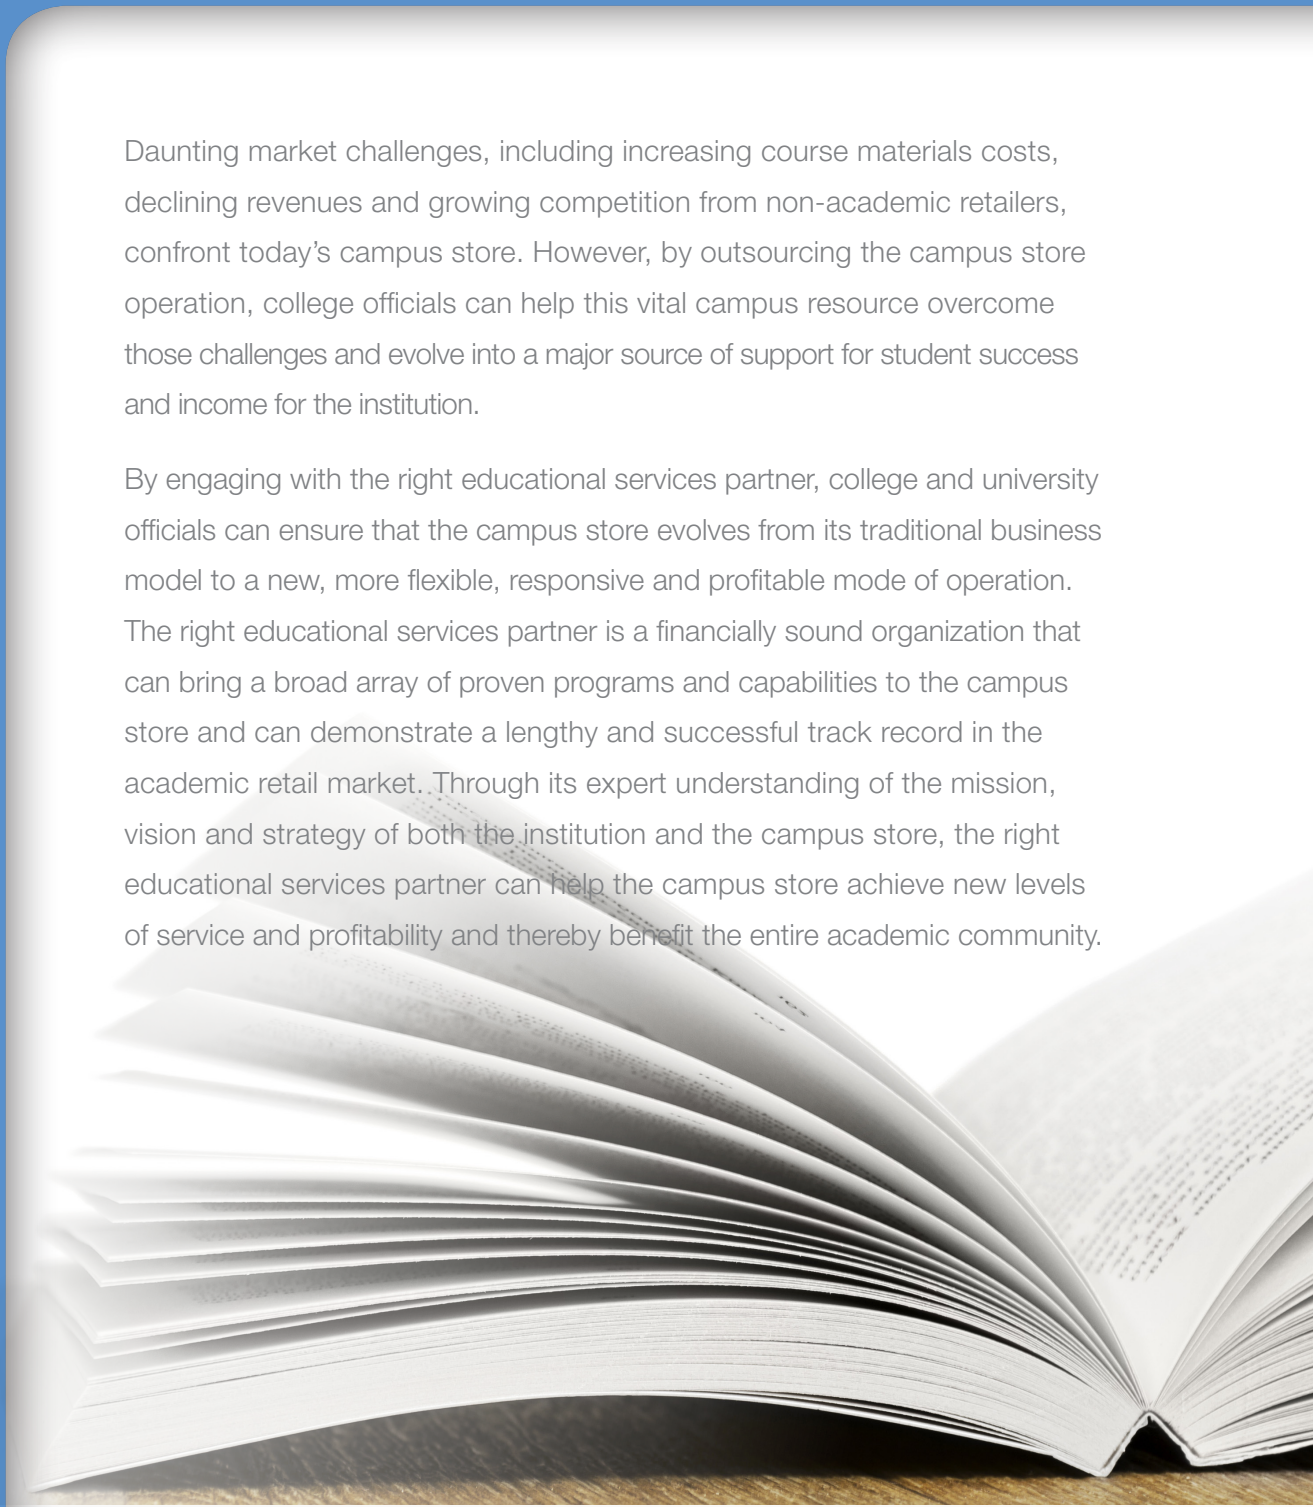 Daunting market challenges, including increasing course materials costs,
declining revenues and growing competition from non-academic retailers,
confront today’s campus store. However, by outsourcing the campus store
operation, college officials can help this vital campus resource overcome
those challenges and evolve into a major source of support for student success
and income for the institution.
By engaging with the right educational services partner, college and university
officials can ensure that the campus store evolves from its traditional business
model to a new, more flexible, responsive and profitable mode of operation.
The right educational services partner is a financially sound organization that
can bring a broad array of proven programs and capabilities to the campus
store and can demonstrate a lengthy and successful track record in the
academic retail market. Through its expert understanding of the mission,
vision and strategy of both the institution and the campus store, the right
educational services partner can help the campus store achieve new levels
of service and profitability and thereby benefit the entire academic community.